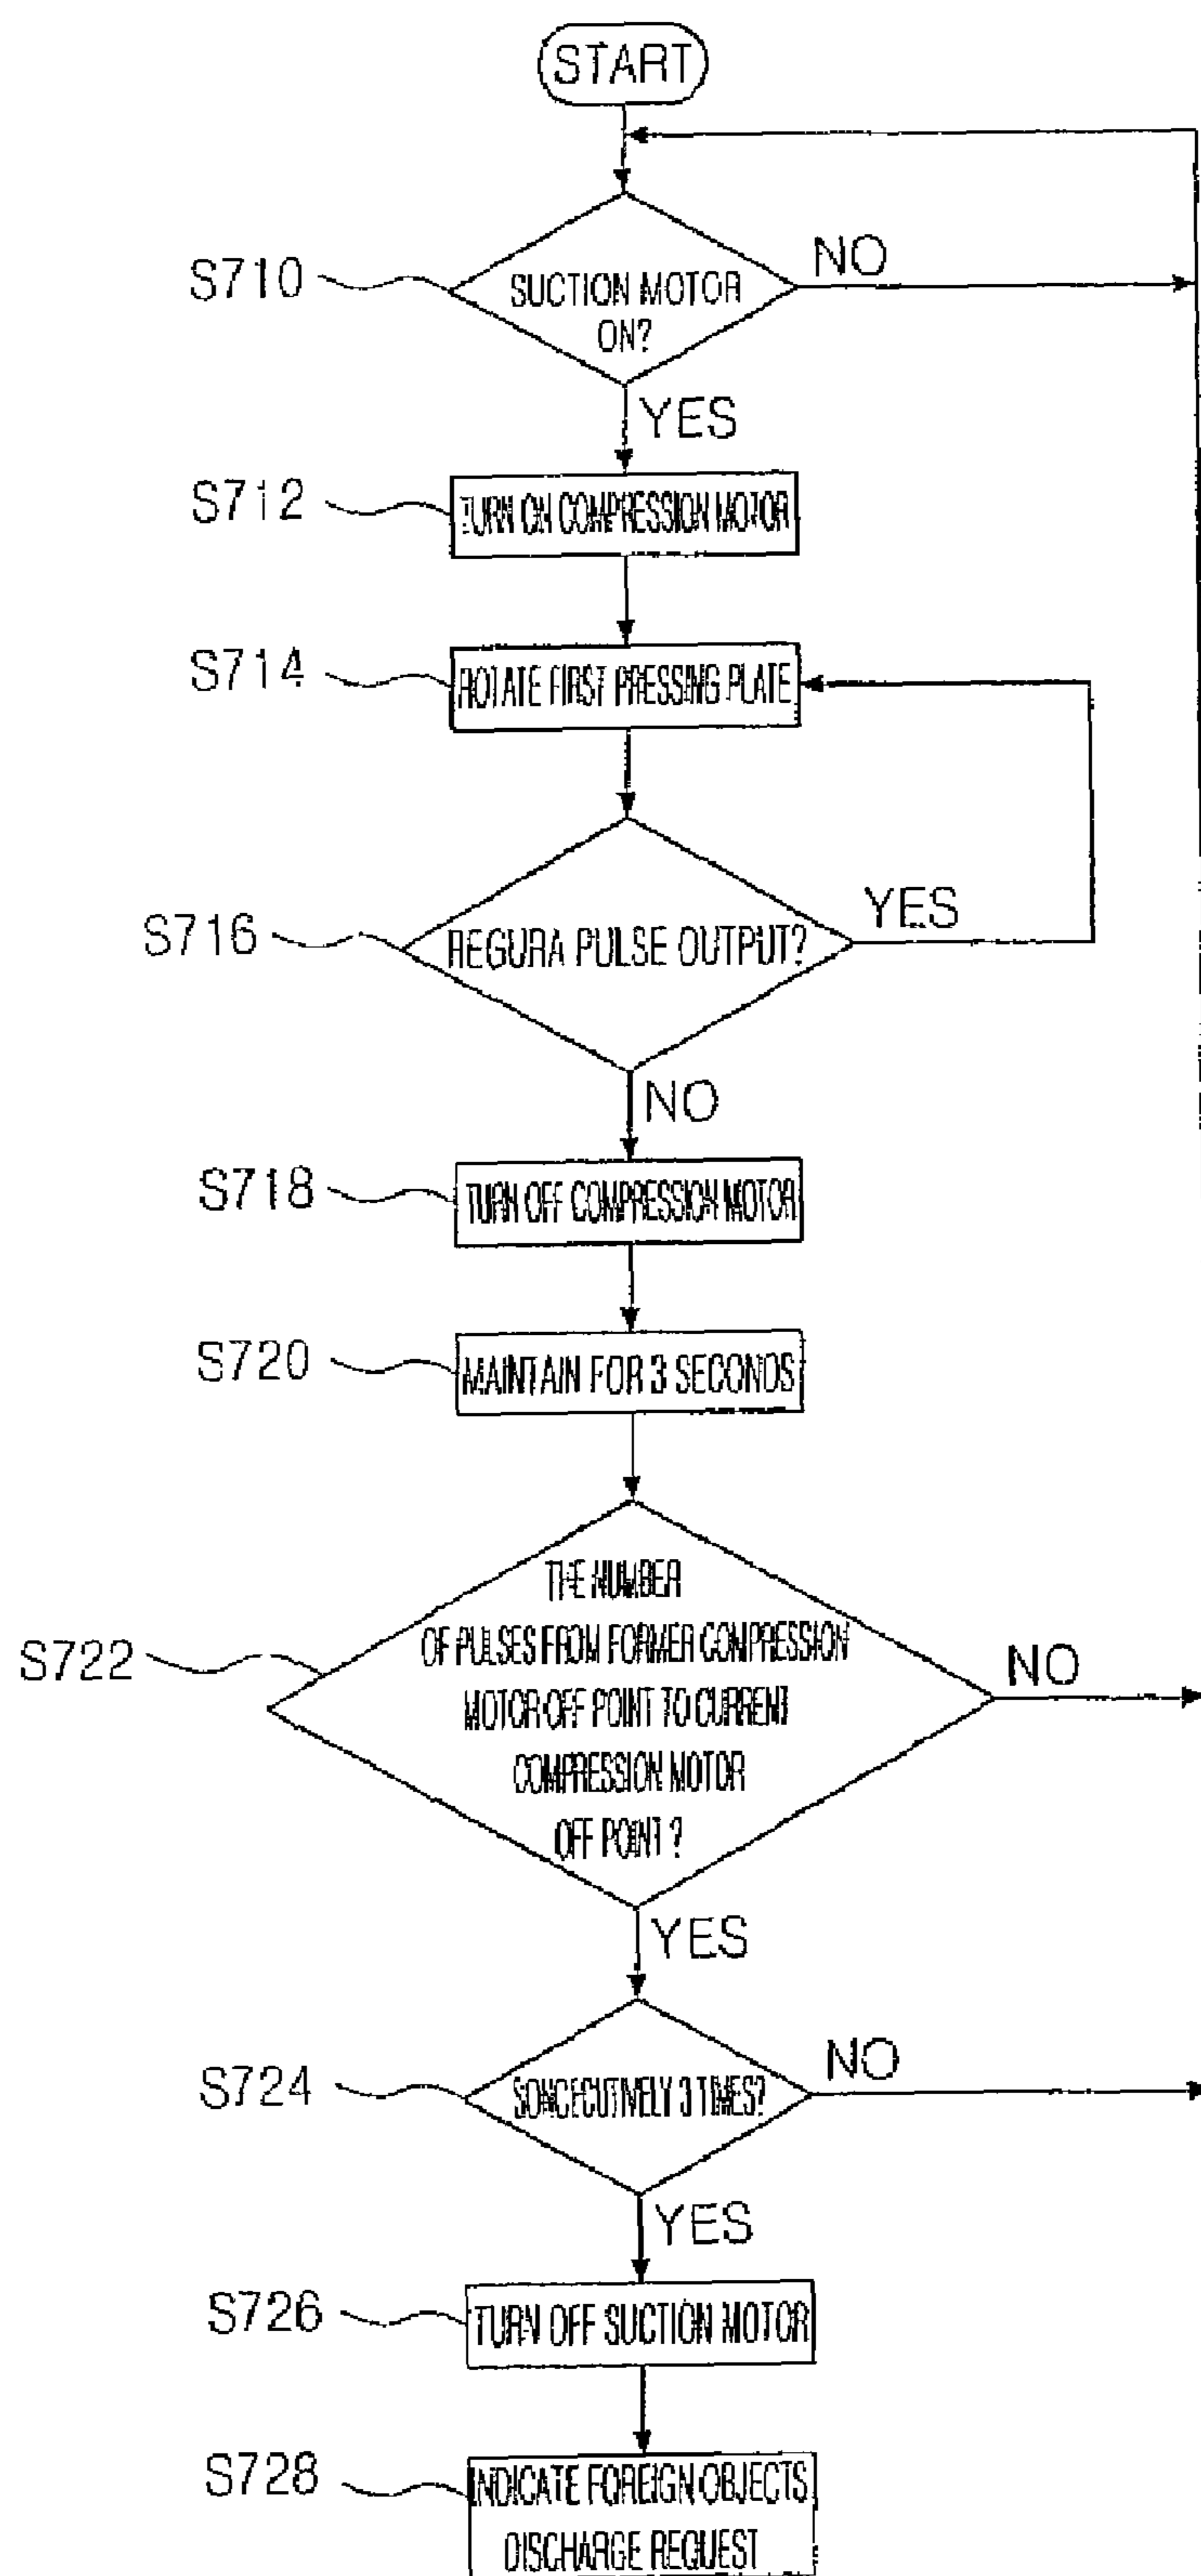 START
S710
SUCTION MOTOR
ON?
NO
YES
S712
TURN ON COMPRESSION MOTOR
S714
ROTATE FIRST PRESSING PLATE
S716
REGURA PULSE OUTPUT?
YES
NO
S718
TURN OFF COMPRESSION MOTOR
S720
MAINTAIN FOR 3 SECONDS
S722
THE NUMBER
OF PULSES FROM FORMER COMPRESSION
MOTOR OFF POINT TO CURRENT
COMPRESSION MOTOR
OFF POINT?
NO
YES
S724
SONCECUTIVELY 3 TIMES?
NO
YES
S726
TURN OFF SUCTION MOTOR
S728
INDICATE FOREIGN OBJECTS
DISCHARGE REQUEST